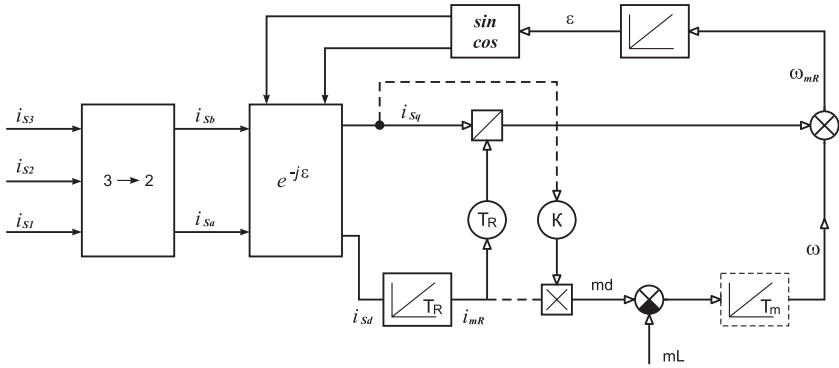 sin
cos
ε
ω_mR
i_S3
i_S2
i_S1
3 → 2
i_Sb
i_Sa
e^-jε
i_Sq
T_R
K
i_Sd
T_R
i_mR
md
mL
T_m
ω